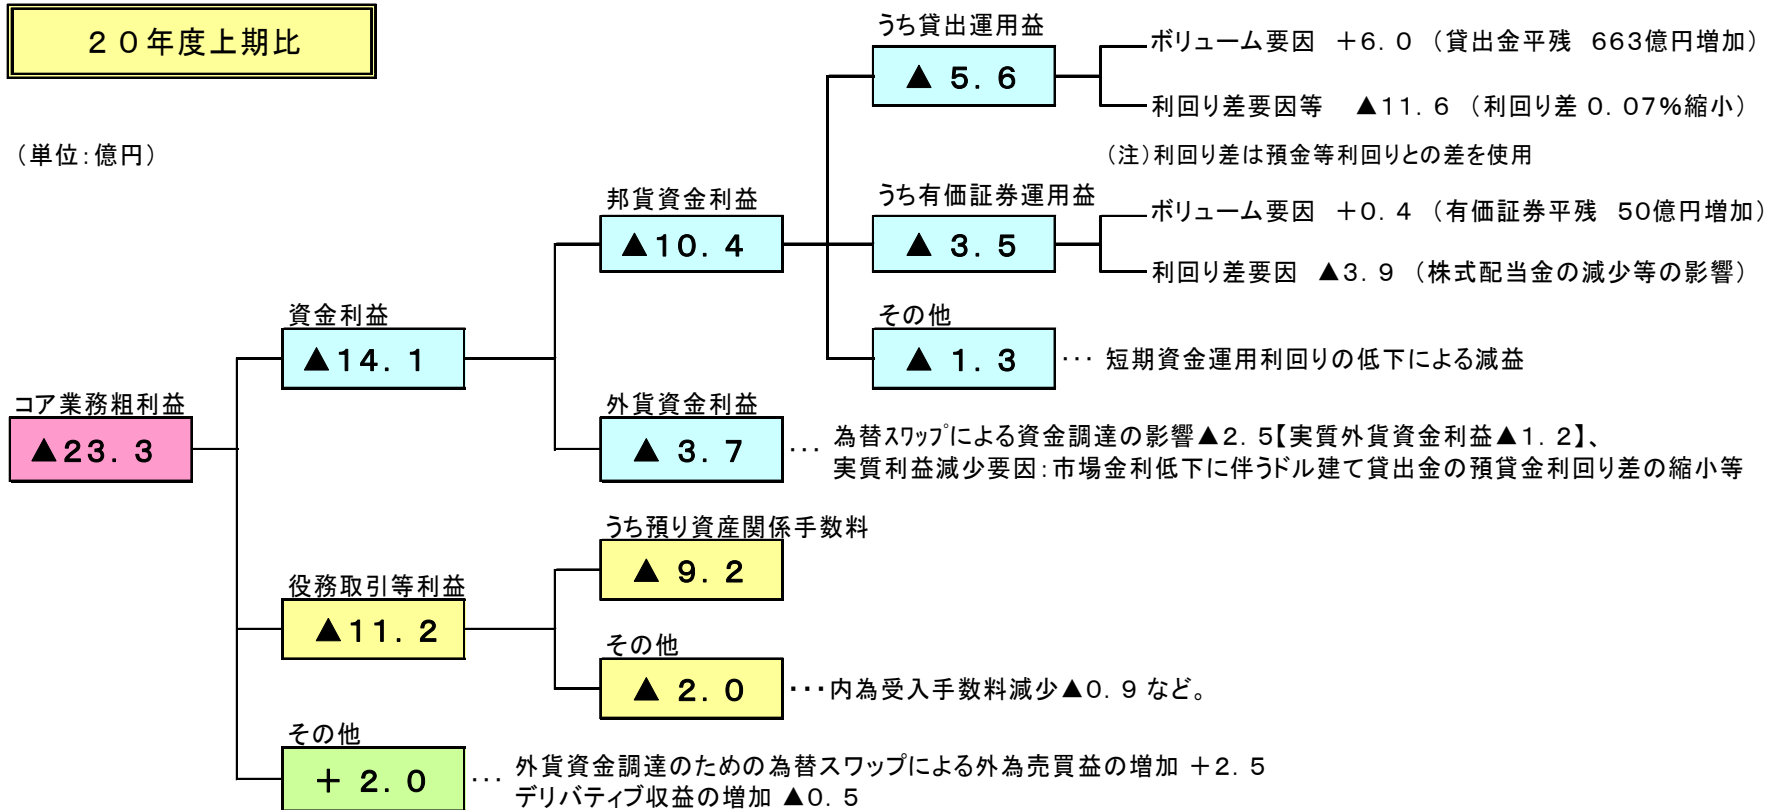 ２０年度上期比
（単位：億円）
コア業務粗利益
▲２３．３
資金利益
▲１４．１
邦貨資金利益
▲１０．４
うち貸出運用益
▲ ５．６
ボリューム要因 ＋６．０ （貸出金平残 ６６３億円増加）
利回り差要因等 ▲１１．６ （利回り差 ０．０７％縮小）
（注）利回り差は預金等利回りとの差を使用
うち有価証券運用益
▲ ３．５
ボリューム要因 ＋０．４ （有価証券平残 ５０億円増加）
利回り差要因 ▲３．９ （株式配当金の減少等の影響）
その他
▲ １．３
… 短期資金運用利回りの低下による減益
外貨資金利益
▲ ３．７
… 為替ｽﾜｯﾌﾟによる資金調達の影響▲２．５【実質外貨資金利益▲１．２】、
実質利益減少要因：市場金利低下に伴うドル建て貸出金の預貸金利回り差の縮小等
役務取引等利益
▲１１．２
うち預り資産関係手数料
▲ ９．２
その他
▲ ２．０
・・・内為受入手数料減少▲０．９ など。
その他
＋ ２．０
… 外貨資金調達のための為替スワップによる外為売買益の増加 ＋２．５
デリバティブ収益の増加 ▲０．５